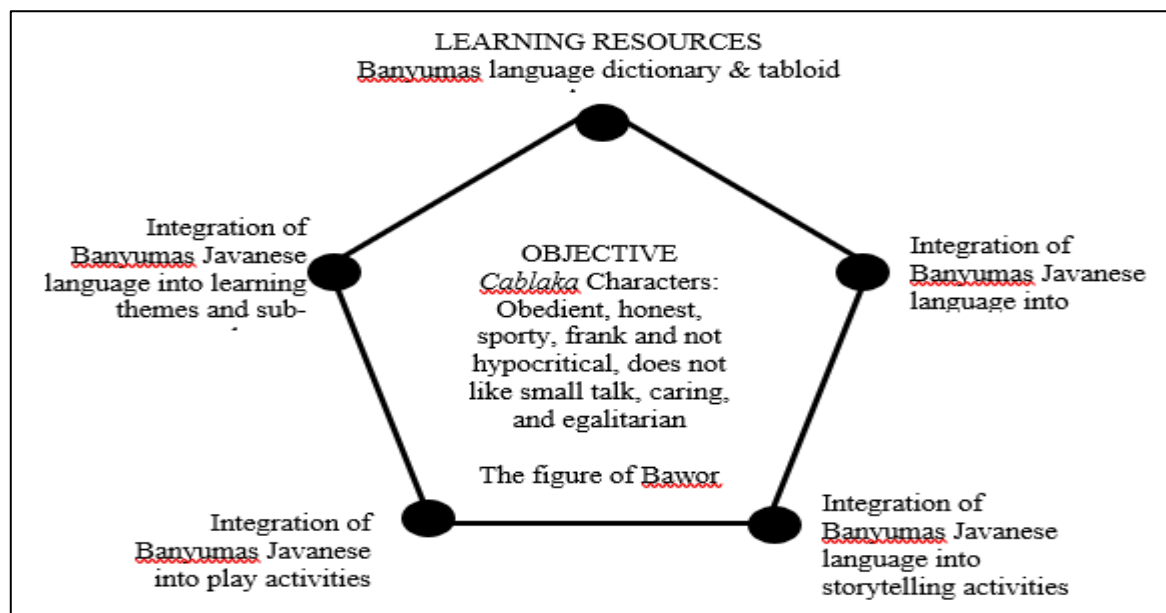 LEARNING RESOURCES
Banyumas language dictionary & tabloid
Integration of
Banyumas Javanese
language into learning
themes and sub-
Integration of
Banyumas Javanese
language into
OBJECTIVE
Cablaka Characters:
Obedient, honest,
sporty, frank and not
hypocritical, does not
like small talk, caring,
and egalitarian
The figure of Bawor
Integration of
Banyumas Javanese
into play activities
Integration of
Banyumas Javanese
language into
storytelling activities